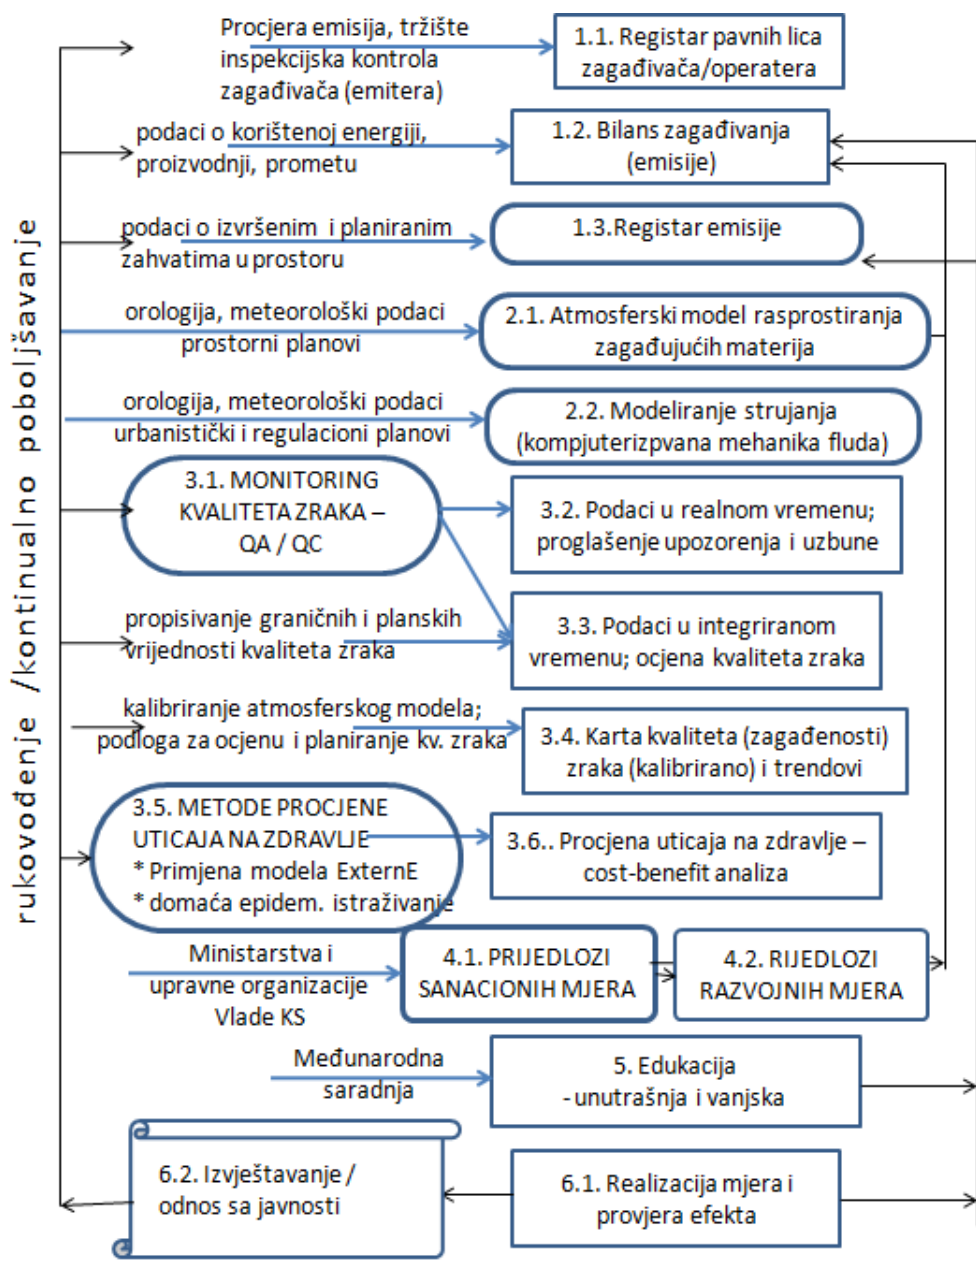 rukovođenje /kontinualno poboljšavanje
Procjera emisija, tržište
inspekcijska kontrola
zagađivača (emitera)
1.1. Registar pavnih lica
zagađivača/operatera
podaci o korištenoj energiji,
proizvodnji, prometu
1.2. Bilans zagađivanja
(emisije)
podaci o izvršenim i planiranim
zahvatima u prostoru
1.3.Registar emisije
orologija, meteorološki podaci
prostorni planovi
2.1. Atmosferski model rasprostiranja
zagađujućih materija
orologija, meteorološki podaci
urbanistički i regulacioni planovi
2.2. Modeliranje strujanja
(kompjuterizpvana mehanika fluda)
3.1. MONITORING
KVALITETA ZRAKA –
QA / QC
3.2. Podaci u realnom vremenu;
proglašenje upozorenja i uzbune
propisivanje graničnih i planskih
vrijednosti kvaliteta zraka
3.3. Podaci u integriranom
vremenu; ocjena kvaliteta zraka
kalibriranje atmosferskog modela;
podloga za ocjenu i planiranje kv. zraka
3.4. Karta kvaliteta (zagađenosti)
zraka (kalibrirano) i trendovi
3.5. METODE PROCJENE
UTICAJA NA ZDRAVLJE
* Primjena modela ExternE
* domaća epidem. istraživanje
3.6.. Procjena uticaja na zdravlje –
cost-benefit analiza
Ministarstva i
upravne organizacije
Vlade KS
4.1. PRIJEDLOZI
SANACIONIH MJERA
4.2. RIJEDLOZI
RAZVOJNIH MJERA
Međunarodna
saradnja
5. Edukacija
- unutrašnja i vanjska
6.2. Izvještavanje /
odnos sa javnosti
6.1. Realizacija mjera i
provjera efekta